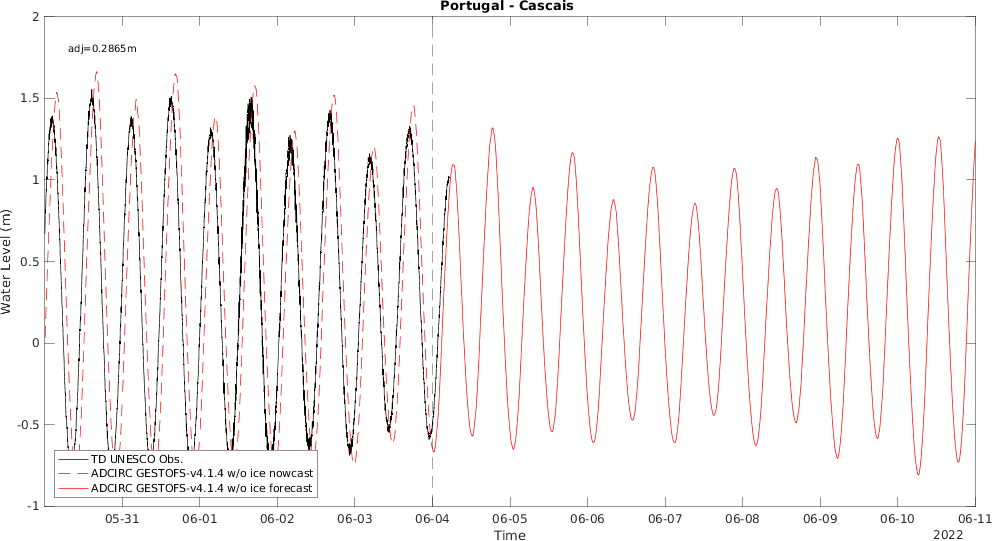 Portugal - Cascais
adj=0.2865m
Water Level (m)
2
1.5
1
0.5
0
-0.5
-1
TD UNESCO Obs.
ADCIRC GESTOFS-v4.1.4 w/o ice nowcast
ADCIRC GESTOFS-v4.1.4 w/o ice forecast
05-31 06-01 06-02 06-03 06-04 06-05 06-06 06-07 06-08 06-09 06-10 06-11
Time
2022